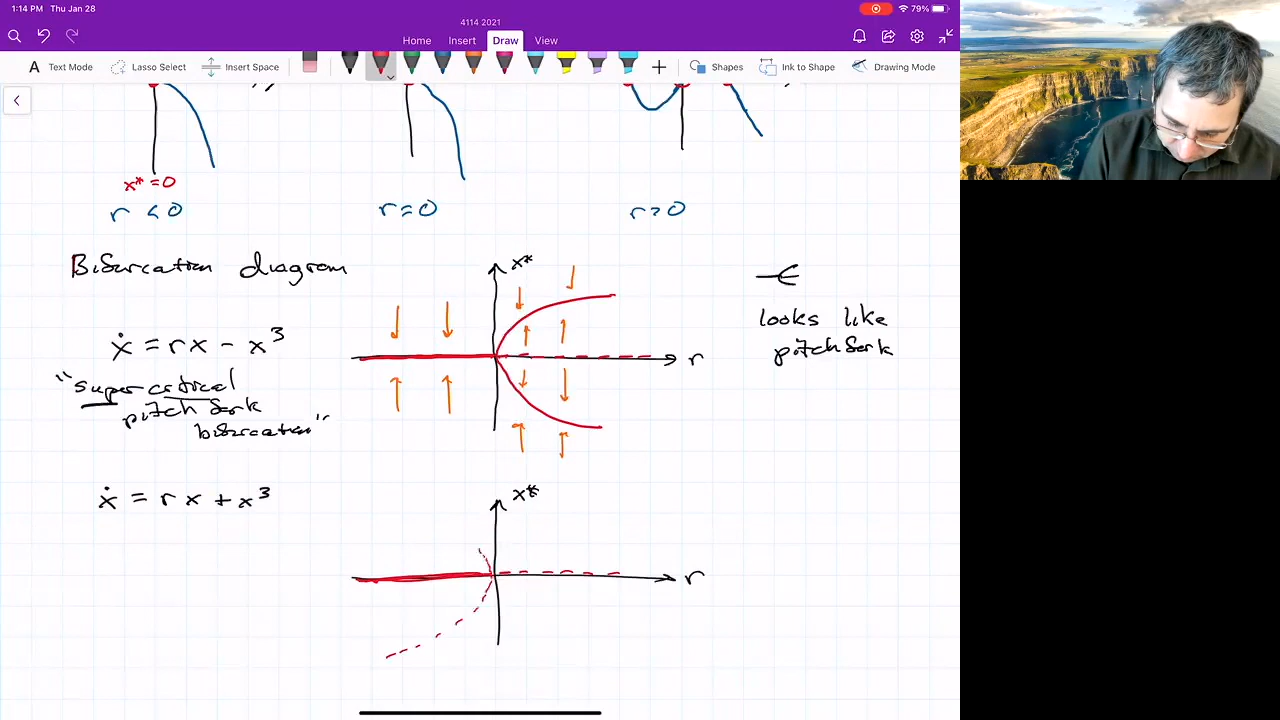 1:14 PM Thu Jan 28
79%
4114 2021
Home Insert Draw View
Text Mode Lasso Select Insert Space Shapes Ink to Shape Drawing Mode
x* = 0
r < 0
r = 0
r > 0
Bifurcation diagram
x*
looks like
pitchfork
ẋ = rx - x³
r
"supercritical
pitchfork
bifurcation"
ẋ = rx + x³
x*
r